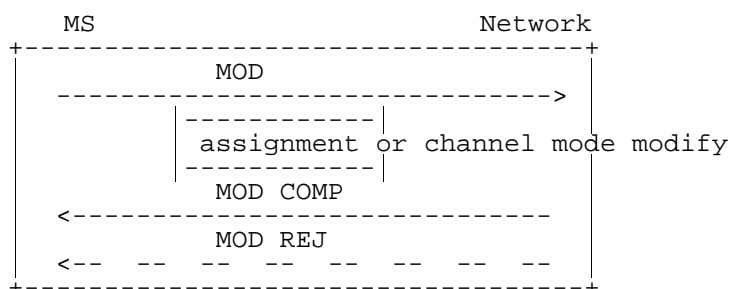 MS Network
MOD
assignment or channel mode modify
MOD COMP
MOD REJ